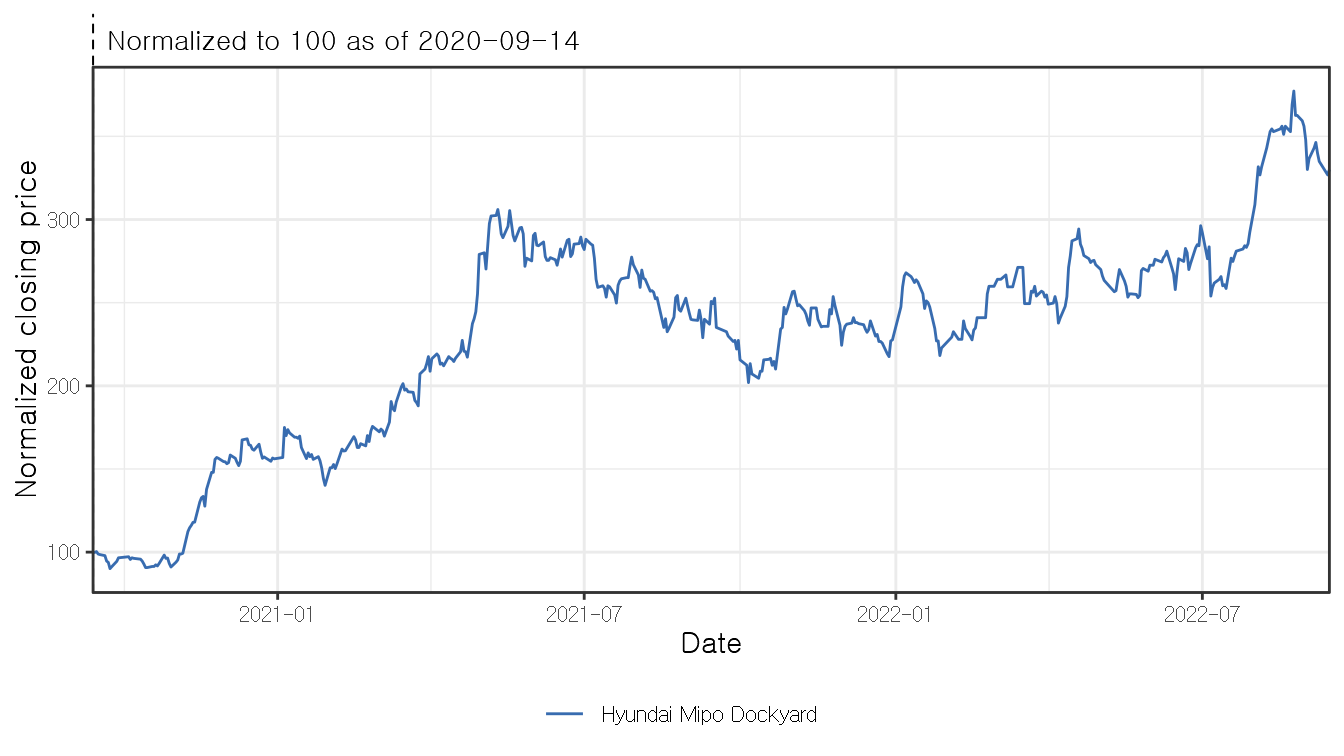 Normalized to 100 as of 2020-09-14
Normalized closing price
300
200
100
2021-01
2021-07
2022-01
2022-07
Date
Hyundai Mipo Dockyard